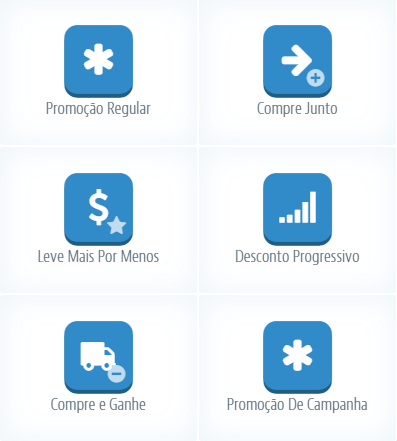 Promoção Regular
Compre Junto
Leve Mais Por Menos
Desconto Progressivo
Compre e Ganhe
Promoção De Campanha